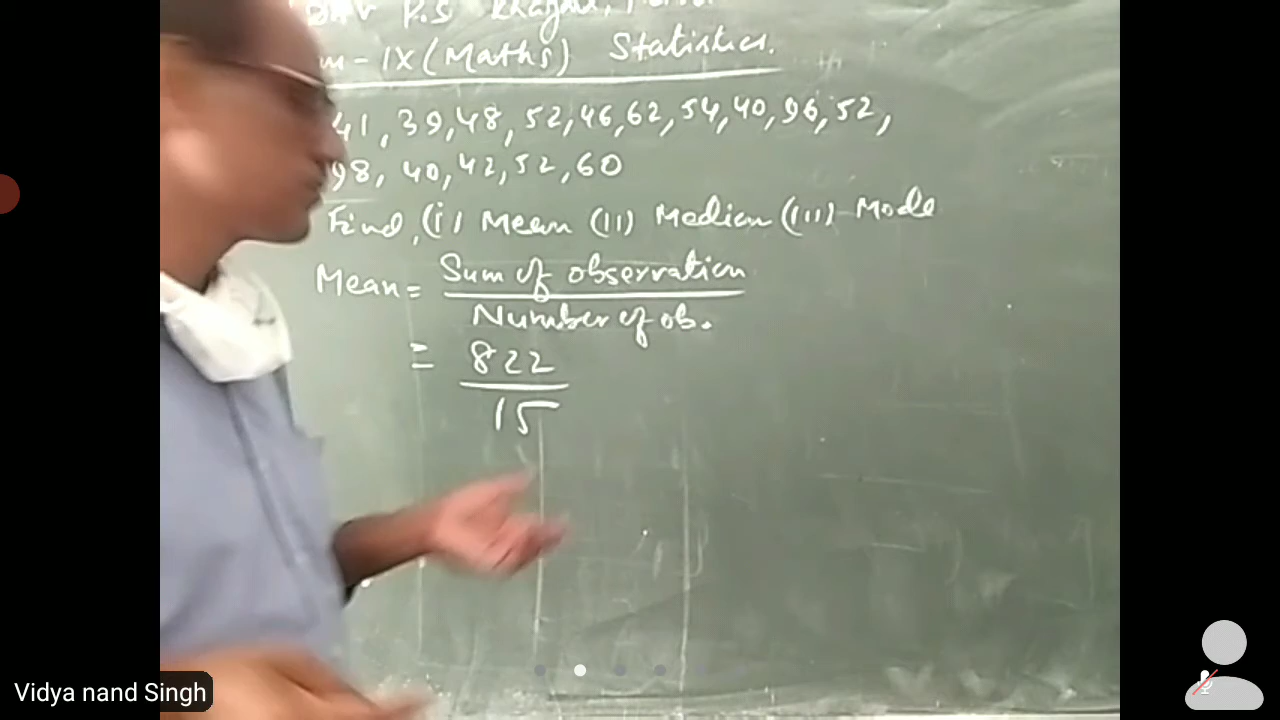 P.S
- IX (Maths) Statistics.
41, 39, 48, 52, 46, 62, 54, 40, 96, 52,
98, 40, 42, 52, 60
Find, (i) Mean (ii) Median (iii) Mode
Mean = Sum of observation
Number of ob.
= 822
15
Vidya nand Singh